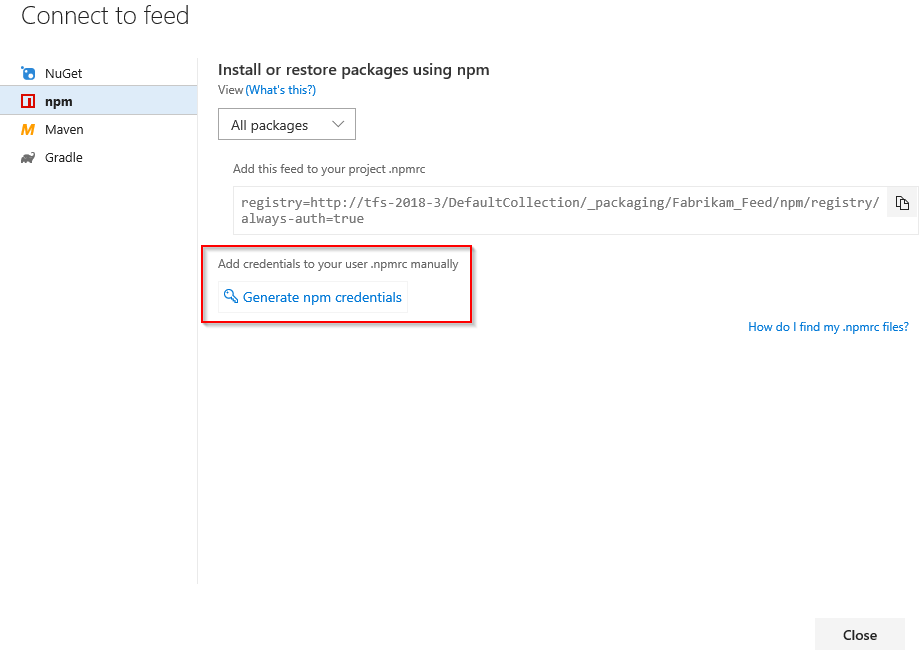 Connect to feed
NuGet
npm
Maven
Gradle
Install or restore packages using npm
View (What's this?)
All packages
Add this feed to your project .npmrc
registry=http://tfs-2018-3/DefaultCollection/_packaging/Fabrikam_Feed/npm/registry/
always-auth=true
Add credentials to your user .npmrc manually
Generate npm credentials
How do I find my .npmrc files?
Close